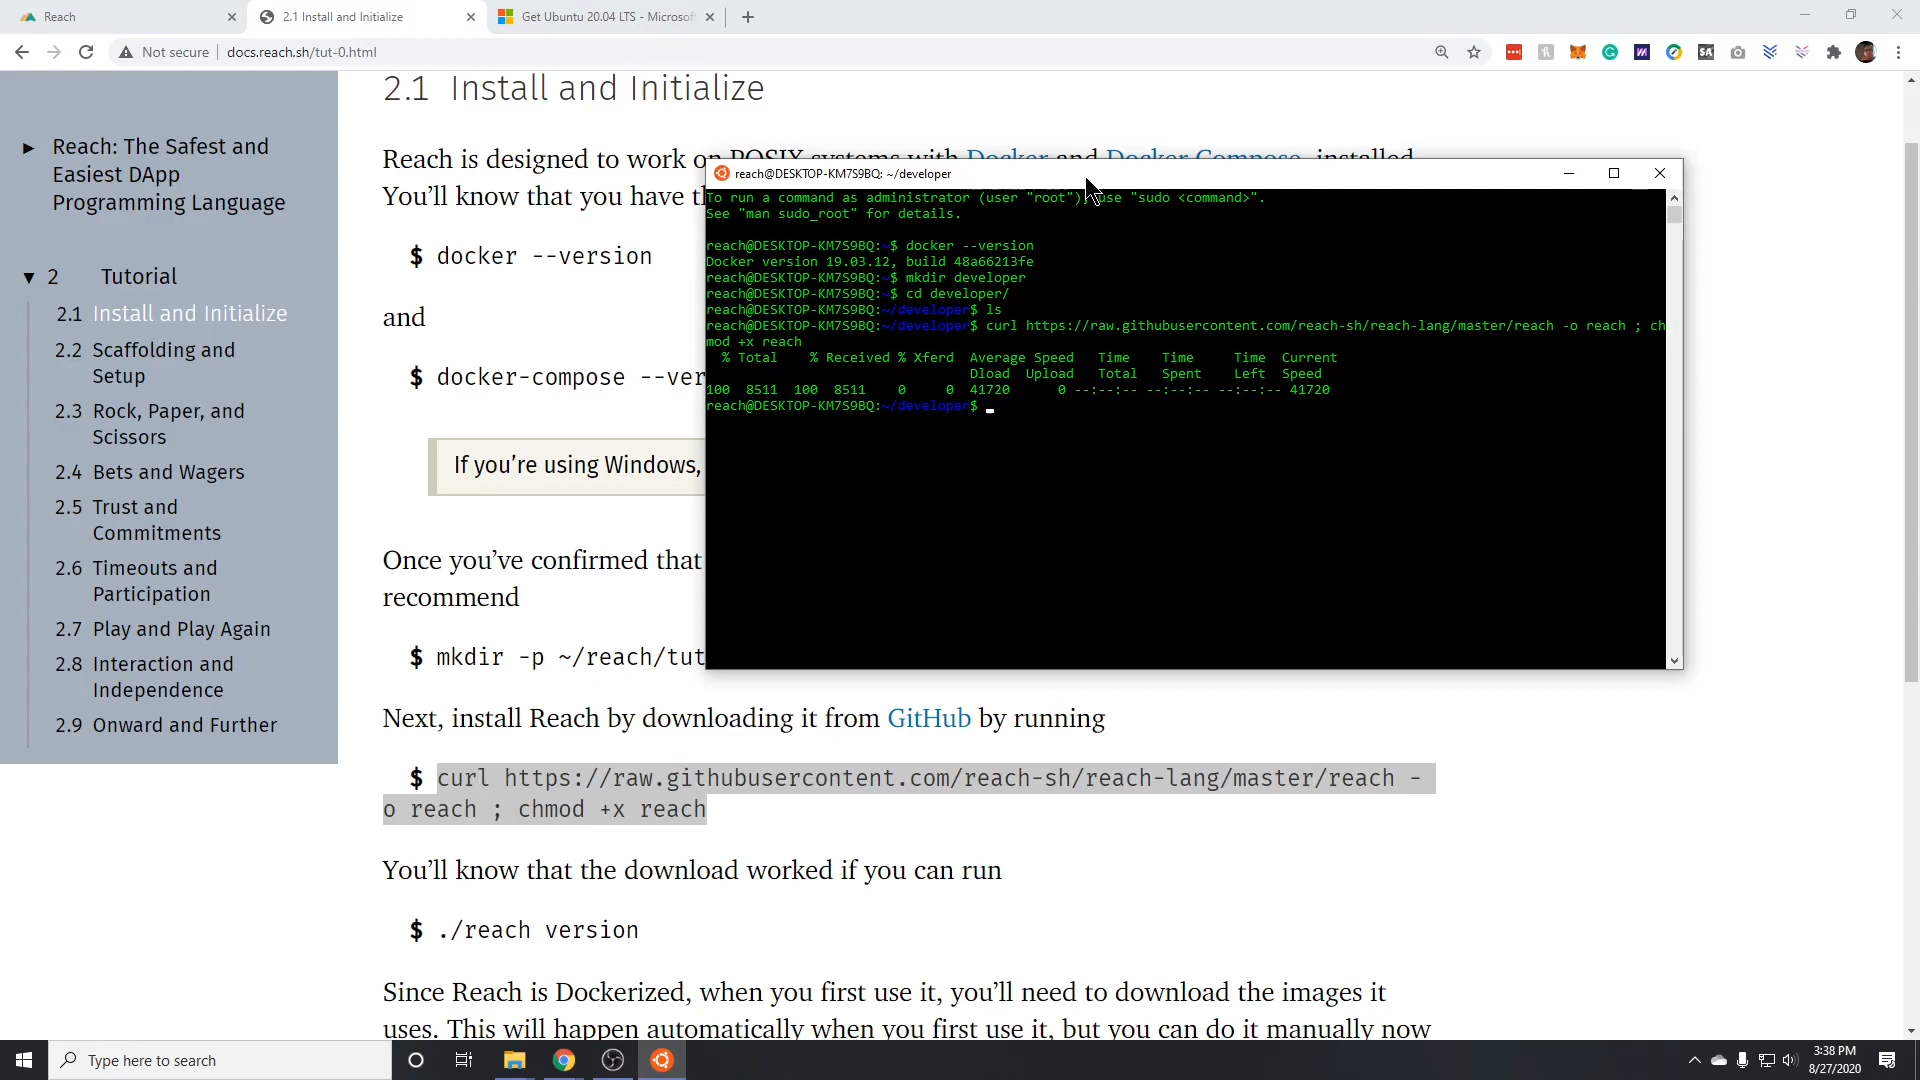 Reach
2.1 Install and Initialize
Get Ubuntu 20.04 LTS - Microsof
Not secure
docs.reach.sh/tut-0.html
Reach: The Safest and
Easiest DApp
Programming Language
2 Tutorial
2.1 Install and Initialize
2.2 Scaffolding and
Setup
2.3 Rock, Paper, and
Scissors
2.4 Bets and Wagers
2.5 Trust and
Commitments
2.6 Timeouts and
Participation
2.7 Play and Play Again
2.8 Interaction and
Independence
2.9 Onward and Further
2.1 Install and Initialize
Reach is designed to work on POSIX systems with Docker and Docker Compose installed
You’ll know that you have th
$ docker --version
and
$ docker-compose --ver
If you’re using Windows,
Once you’ve confirmed that
recommend
$ mkdir -p ~/reach/tut
Next, install Reach by downloading it from GitHub by running
$ curl https://raw.githubusercontent.com/reach-sh/reach-lang/master/reach -
o reach ; chmod +x reach
You’ll know that the download worked if you can run
$ ./reach version
Since Reach is Dockerized, when you first use it, you’ll need to download the images it
uses. This will happen automatically when you first use it, but you can do it manually now
reach@DESKTOP-KM7S9BQ: ~/developer
To run a command as administrator (user "root"), use "sudo <command>".
See "man sudo_root" for details.
reach@DESKTOP-KM7S9BQ:~$ docker --version
Docker version 19.03.12, build 48a66213fe
reach@DESKTOP-KM7S9BQ:~$ mkdir developer
reach@DESKTOP-KM7S9BQ:~$ cd developer/
reach@DESKTOP-KM7S9BQ:~/developer$ ls
reach@DESKTOP-KM7S9BQ:~/developer$ curl https://raw.githubusercontent.com/reach-sh/reach-lang/master/reach -o reach ; ch
mod +x reach
% Total % Received % Xferd Average Speed Time Time Time Current
Dload Upload Total Spent Left Speed
100 8511 100 8511 0 0 41720 0 --:--:-- --:--:-- --:--:-- 41720
reach@DESKTOP-KM7S9BQ:~/developer$
Type here to search
3:38 PM
8/27/2020